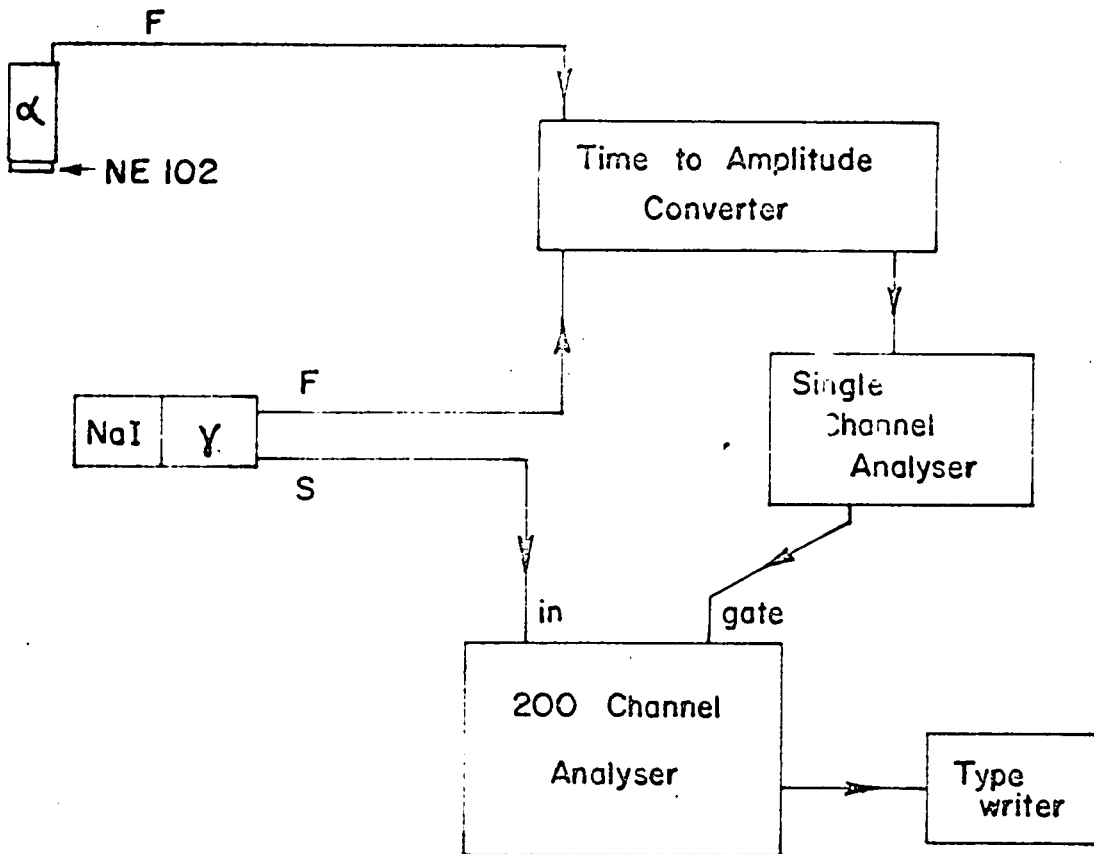 F
α
NE 102
Time to Amplitude
Converter
F
NaI γ
S
Single
Channel
Analyser
in
gate
200 Channel
Analyser
Type
writer